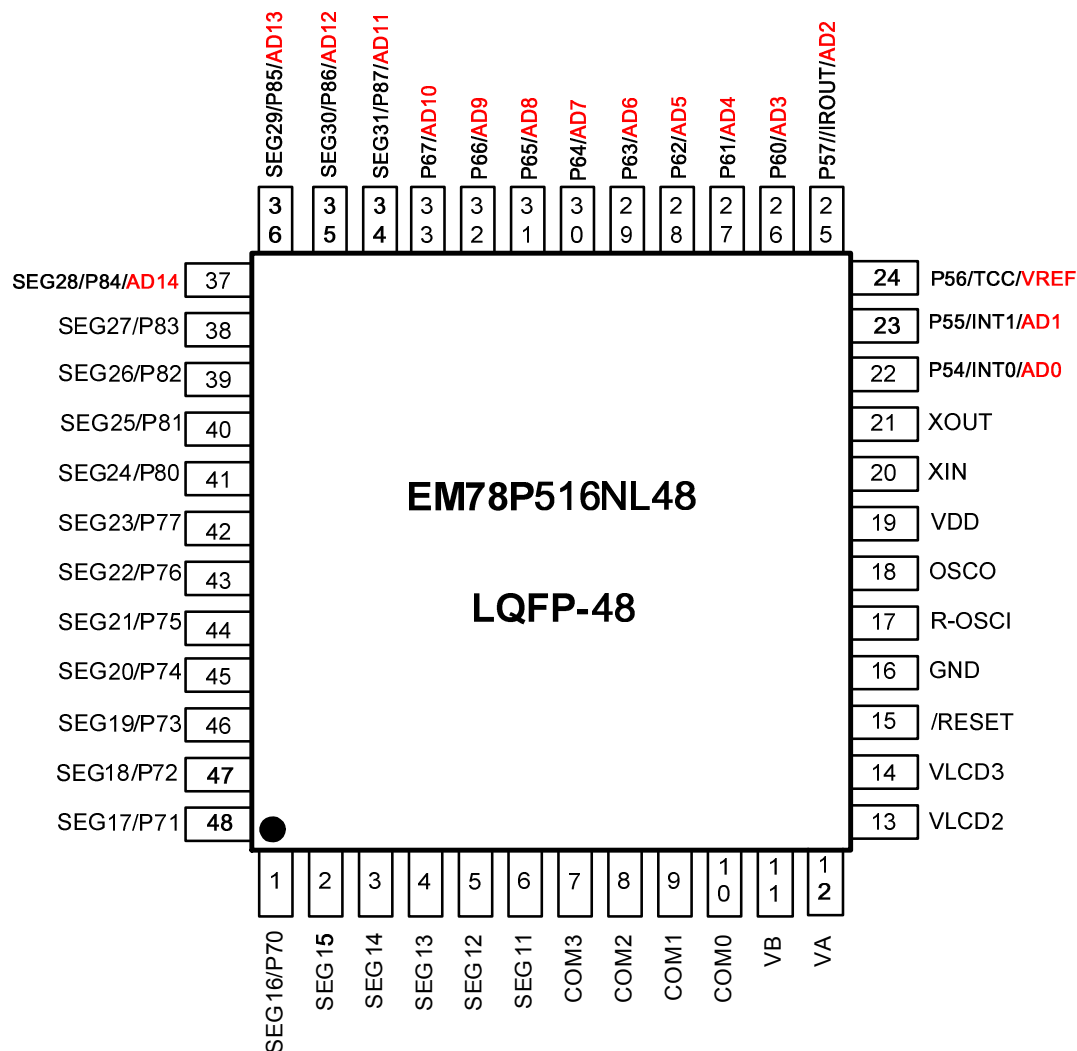 SEG29/P85/AD13
SEG30/P86/AD12
SEG31/P87/AD11
P67/AD10
P66/AD9
P65/AD8
P64/AD7
P63/AD6
P62/AD5
P61/AD4
P60/AD3
P57//IROUT/AD2
36
35
34
33
32
31
30
29
28
27
26
25
SEG28/P84/AD14 37
SEG27/P83 38
SEG26/P82 39
SEG25/P81 40
SEG24/P80 41
SEG23/P77 42
SEG22/P76 43
SEG21/P75 44
SEG20/P74 45
SEG19/P73 46
SEG18/P72 47
SEG17/P71 48
EM78P516NL48
LQFP-48
24 P56/TCC/VREF
23 P55/INT1/AD1
22 P54/INT0/AD0
21 XOUT
20 XIN
19 VDD
18 OSCO
17 R-OSCI
16 GND
15 /RESET
14 VLCD3
13 VLCD2
1
2
3
4
5
6
7
8
9
10
11
12
SEG16/P70
SEG15
SEG14
SEG13
SEG12
SEG11
COM3
COM2
COM1
COM0
VB
VA